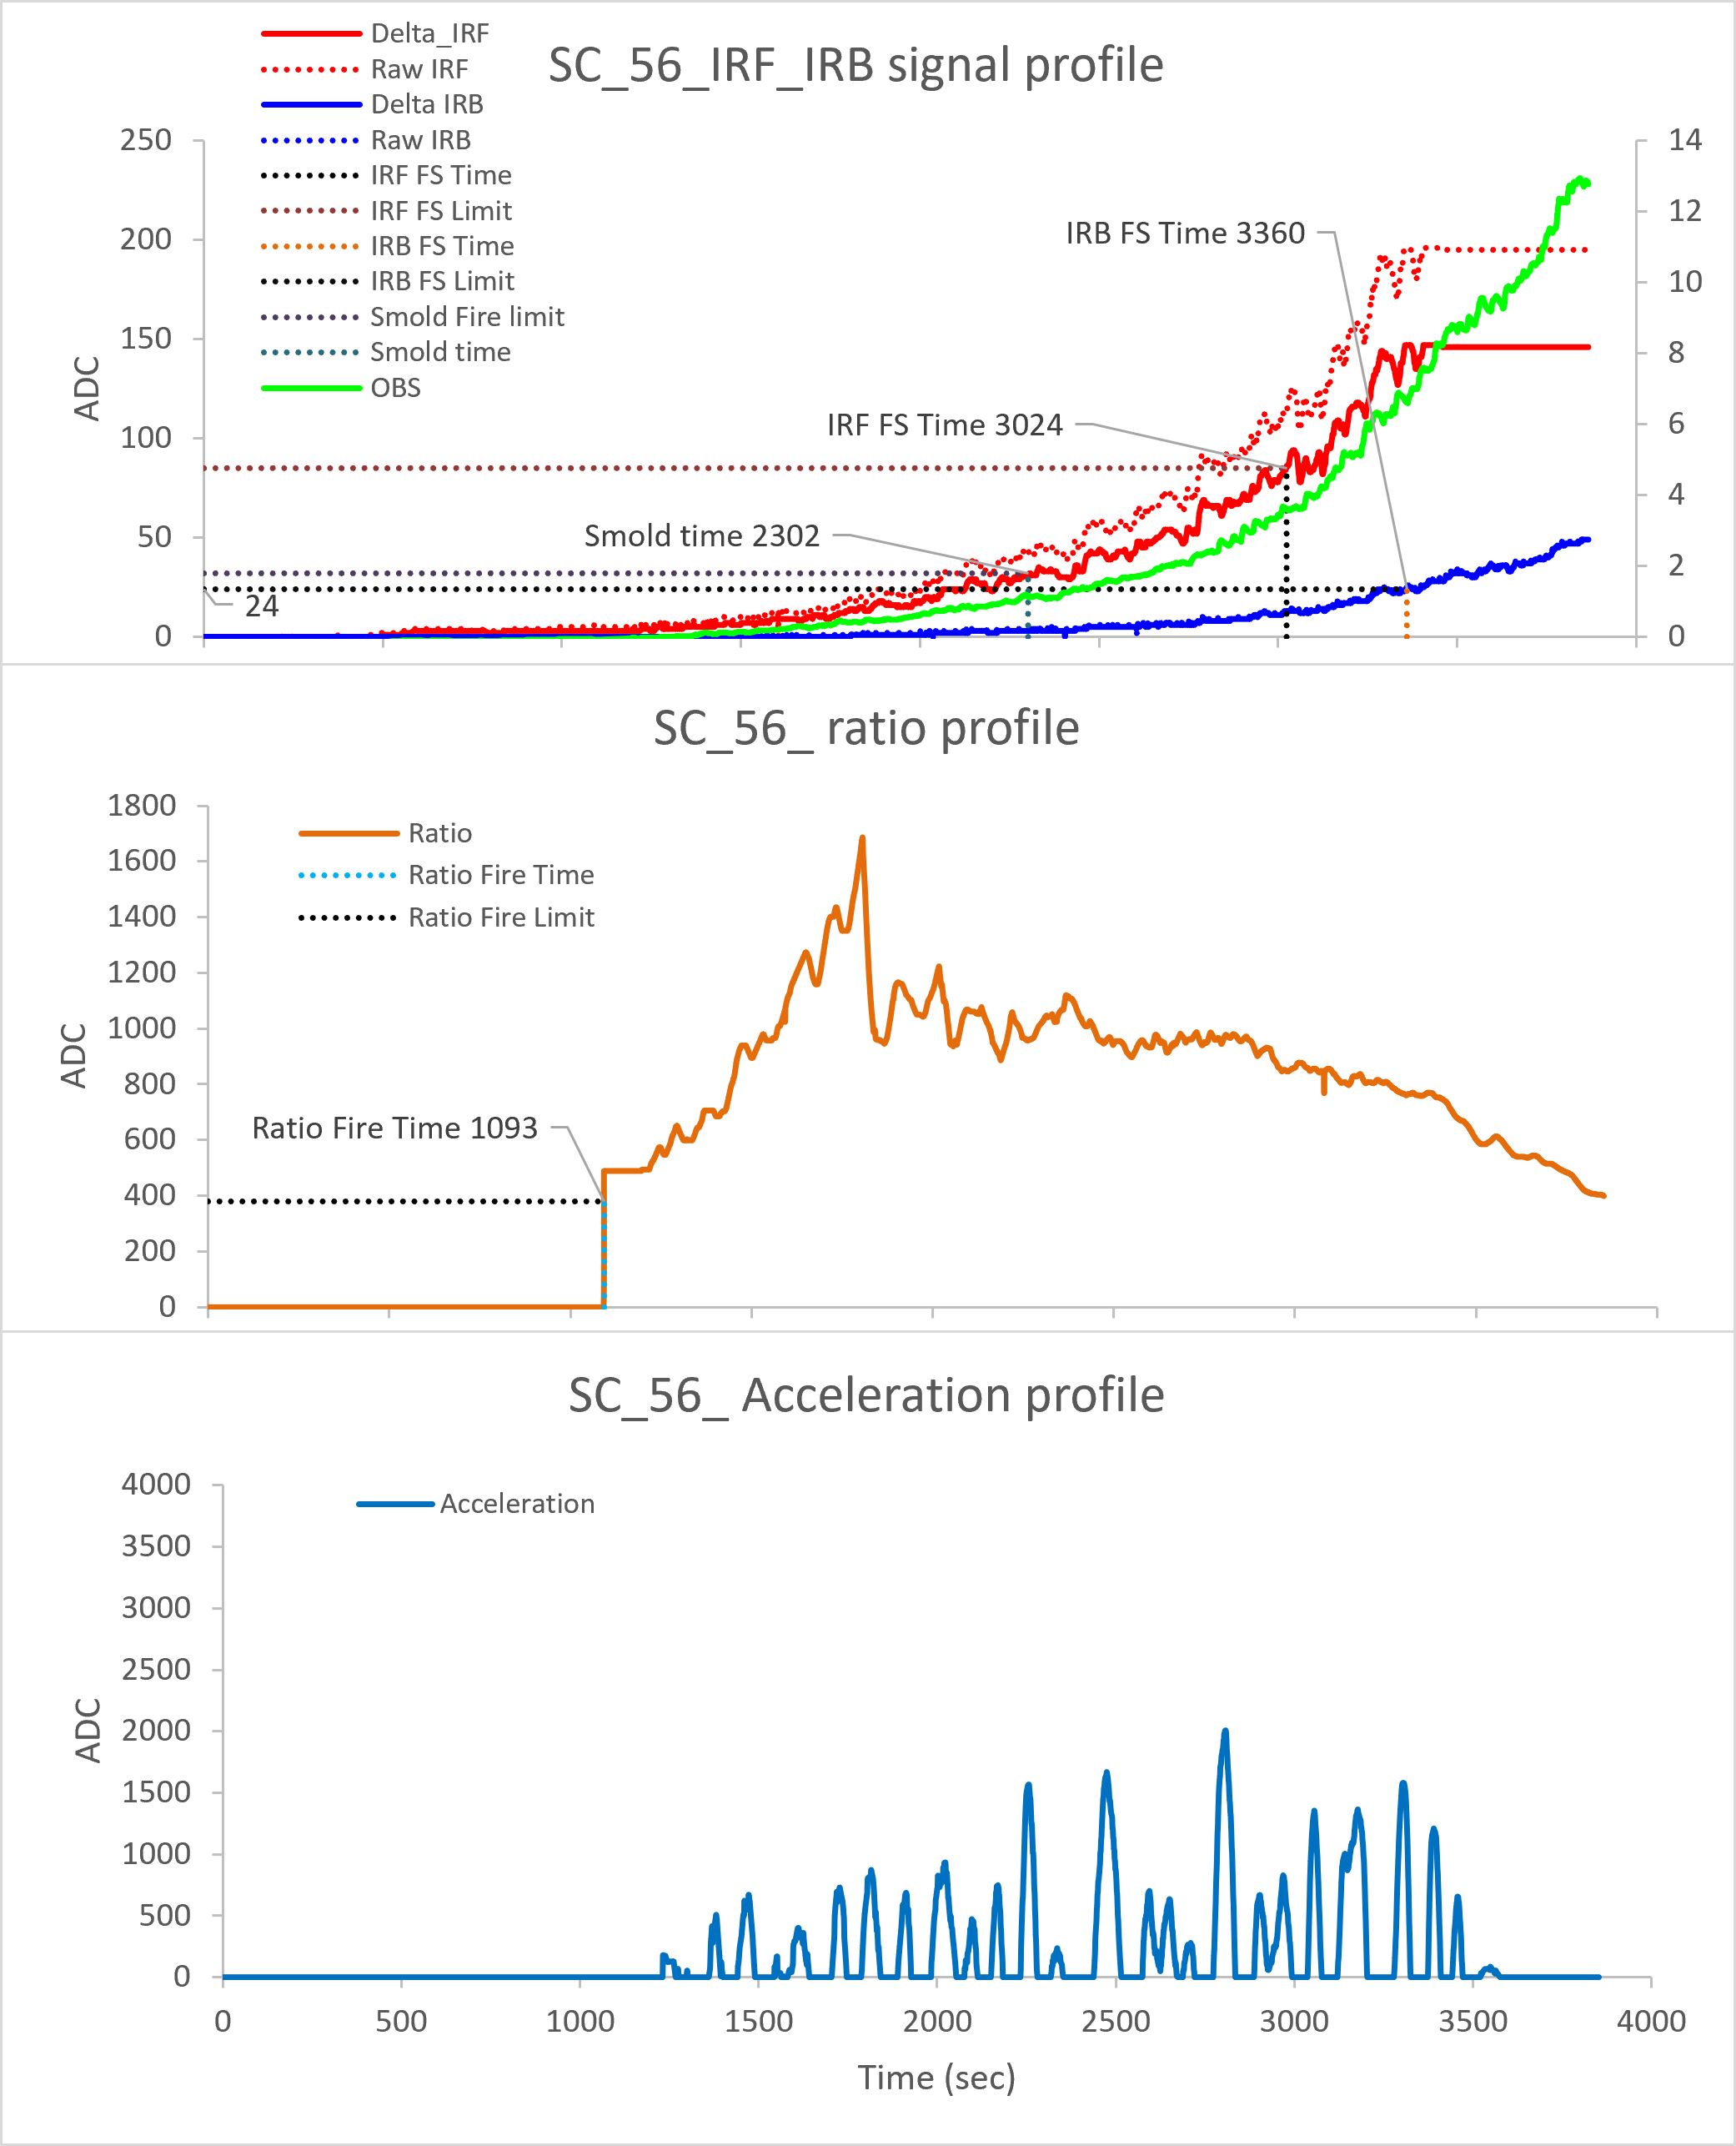 Delta_IRF
Raw IRF
Delta IRB
Raw IRB
IRF FS Time
IRF FS Limit
IRB FS Time
IRB FS Limit
Smold Fire limit
Smold time
OBS
SC_56_IRF_IRB signal profile
250
200
150
100
50
0
ADC
14
12
10
8
6
4
2
0
IRB FS Time 3360
IRF FS Time 3024
Smold time 2302
24
SC_56_ ratio profile
1800
1600
1400
1200
1000
800
600
400
200
0
ADC
Ratio
Ratio Fire Time
Ratio Fire Limit
Ratio Fire Time 1093
SC_56_ Acceleration profile
4000
3500
3000
2500
2000
1500
1000
500
0
ADC
Acceleration
0 500 1000 1500 2000 2500 3000 3500 4000
Time (sec)